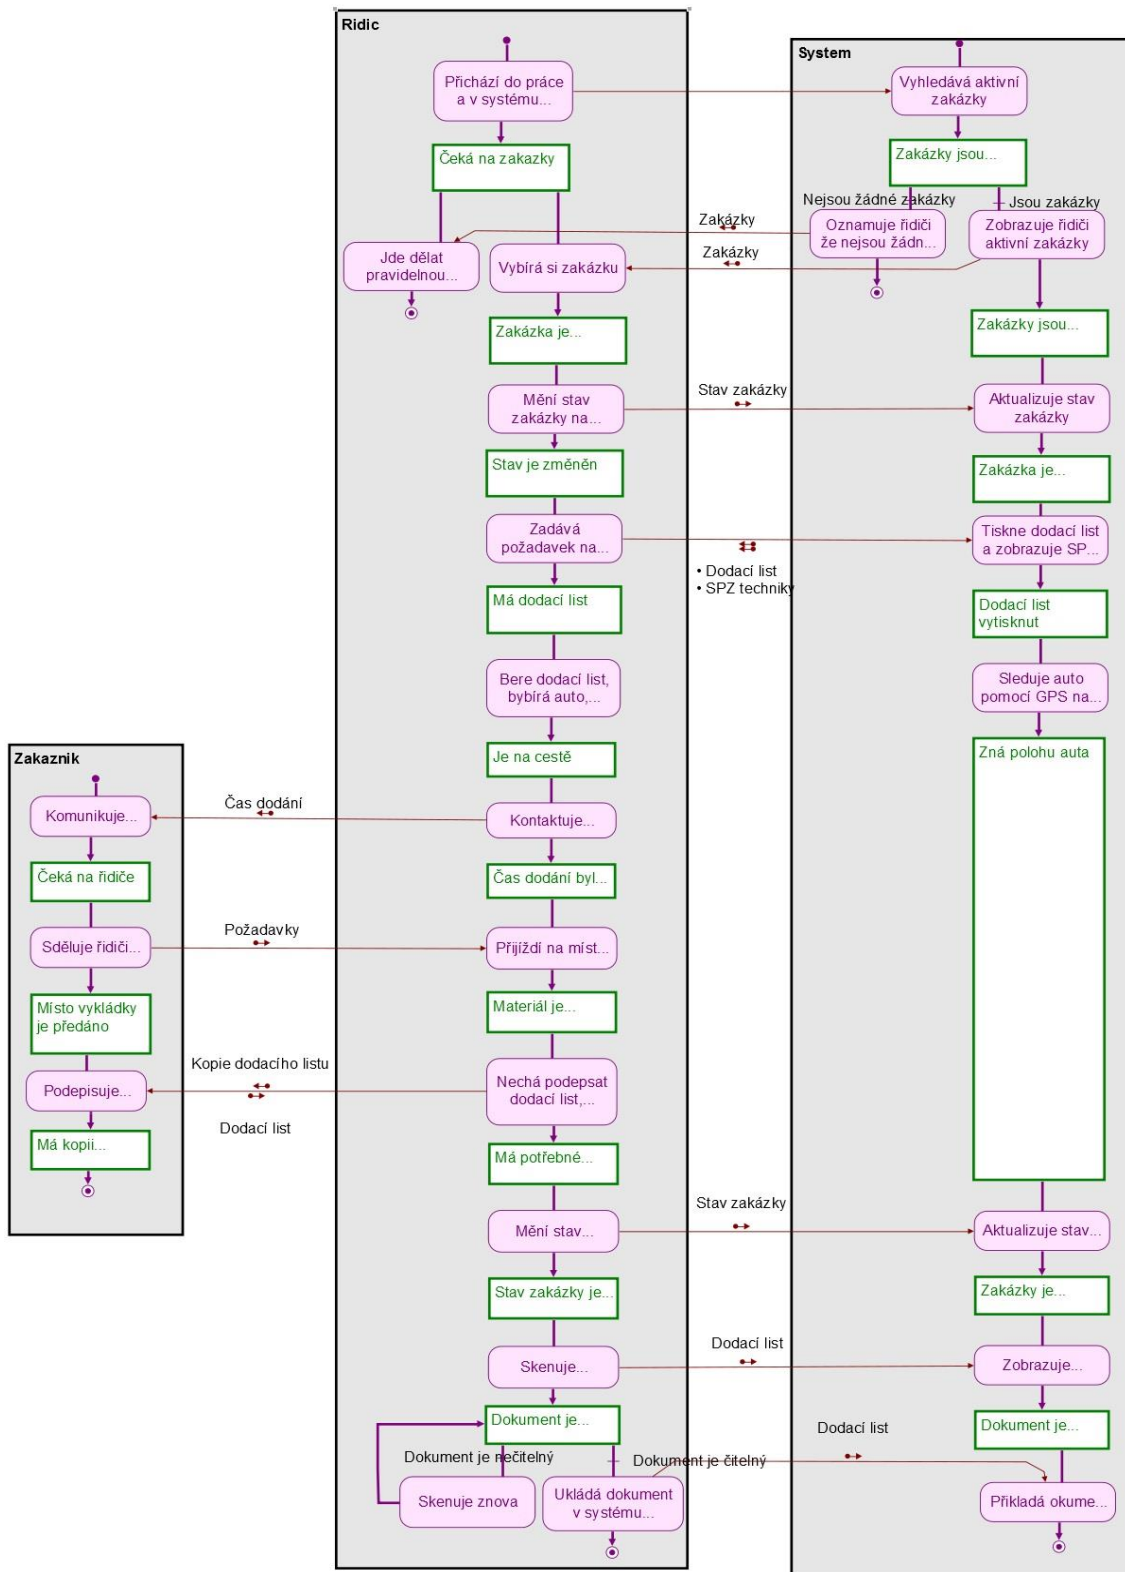 Ridic
Přichází do práce
a v systému...
Čeká na zakazky
Jde dělat
pravidelnou...
Vybírá si zakázku
Zakázka je...
Mění stav
zakázky na...
Stav je změněn
Zadává
požadavek na...
Má dodací list
Bere dodací list,
bybírá auto,...
Je na cestě
Kontaktuje...
Čas dodání byl...
Přijíždí na míst...
Materiál je...
Nechá podepsat
dodací list,...
Má potřebné...
Mění stav...
Stav zakázky je...
Skenuje...
Dokument je...
Dokument je nečitelný
Dokument je čitelný
Skenuje znova
Ukládá dokument
v systému...
System
Vyhledává aktivní
zakázky
Zakázky jsou...
Nejsou žádné zakázky
Jsou zakázky
Oznamuje řidiči
že nejsou žádn...
Zobrazuje řidiči
aktivní zakázky
Zakázky jsou...
Aktualizuje stav
zakázky
Zakázka je...
Tiskne dodací list
a zobrazuje SP...
Dodací list
vytisknut
Sleduje auto
pomocí GPS na...
Zná polohu auta
Aktualizuje stav...
Zakázky je...
Zobrazuje...
Dokument je...
Přikladá okume...
Zakaznik
Komunikuje...
Čeká na řidiče
Sděluje řidiči...
Místo vykládky
je předáno
Podepisuje...
Má kopii...
Zakázky
Zakázky
Stav zakázky
• Dodací list
• SPZ techniky
Čas dodání
Požadavky
Kopie dodacího listu
Dodací list
Stav zakázky
Dodací list
Dodací list